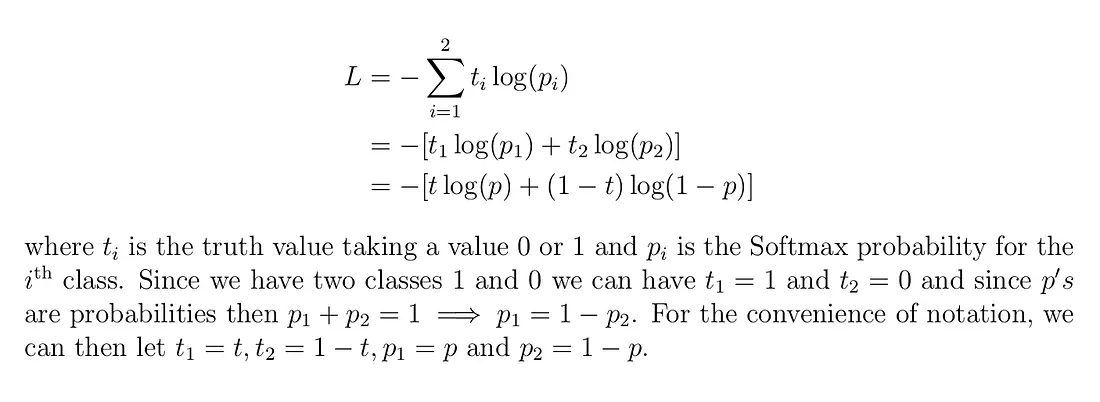 L = − ∑_{i=1}^{2} t_i log(p_i)
= −[t_1 log(p_1) + t_2 log(p_2)]
= −[t log(p) + (1 − t) log(1 − p)]
where t_i is the truth value taking a value 0 or 1 and p_i is the Softmax probability for the
i^th class. Since we have two classes 1 and 0 we can have t_1 = 1 and t_2 = 0 and since p′s
are probabilities then p_1 + p_2 = 1 ⟹ p_1 = 1 − p_2. For the convenience of notation, we
can then let t_1 = t, t_2 = 1 − t, p_1 = p and p_2 = 1 − p.